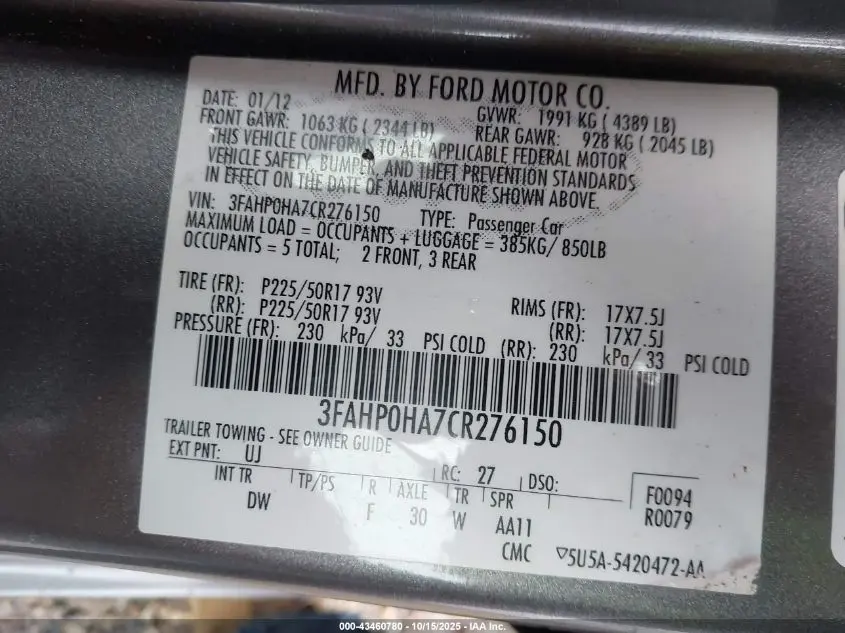 MFD. BY FORD MOTOR CO.
DATE: 01/12 GVWR: 1991 KG ( 4389 LB)
FRONT GAWR: 1063 KG ( 2344 LB) REAR GAWR: 928 KG ( 2045 LB)
THIS VEHICLE CONFORMS TO ALL APPLICABLE FEDERAL MOTOR
VEHICLE SAFETY, BUMPER, AND THEFT PREVENTION STANDARDS
IN EFFECT ON THE DATE OF MANUFACTURE SHOWN ABOVE.
VIN: 3FAHP0HA7CR276150 TYPE: Passenger Car
MAXIMUM LOAD = OCCUPANTS + LUGGAGE = 385KG/ 850LB
OCCUPANTS = 5 TOTAL; 2 FRONT, 3 REAR
TIRE (FR): P225/50R17 93V RIMS (FR): 17X7.5J
(RR): P225/50R17 93V (RR): 17X7.5J
PRESSURE (FR): 230 kPa/ 33 PSI COLD (RR): 230 kPa/ 33 PSI COLD
3FAHP0HA7CR276150
TRAILER TOWING - SEE OWNER GUIDE
EXT PNT: UJ RC: 27 DSO: F0094
INT TR TP/PS R AXLE TR SPR R0079
DW F 30 W AA11
CMC ▽5U5A-5420472-AA
000-43460780 - 10/15/2025 - IAA Inc.